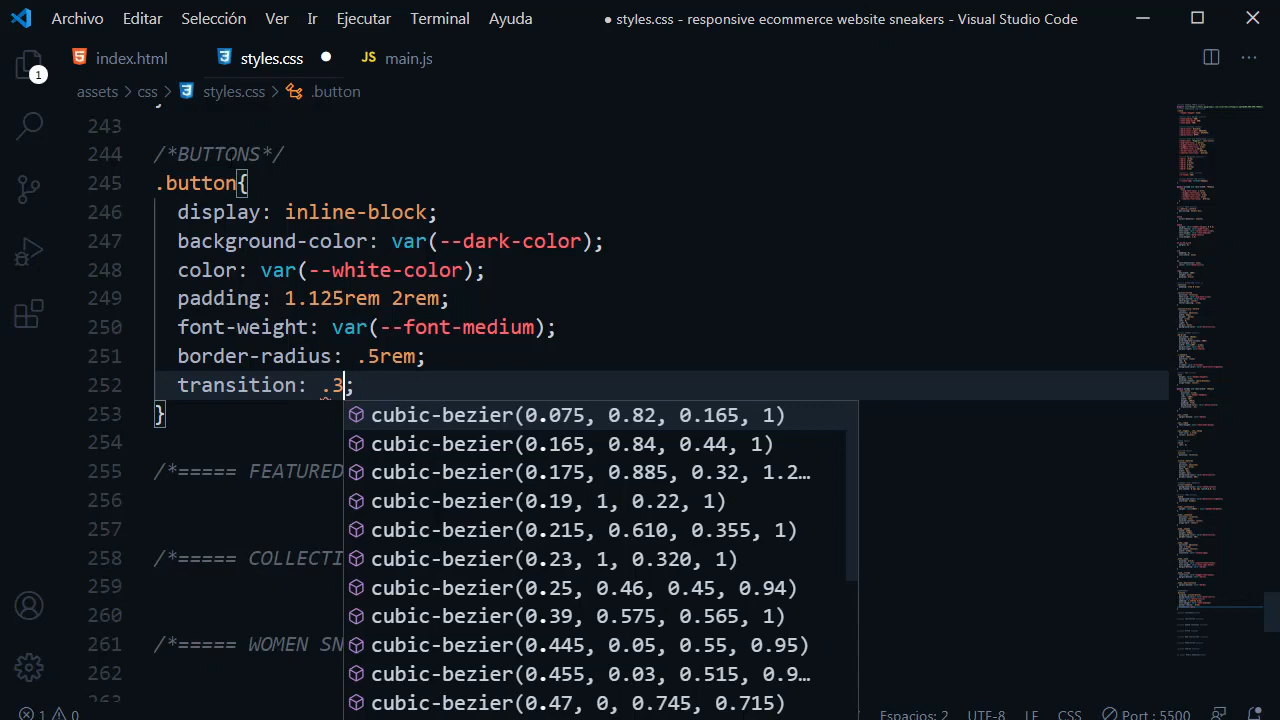 Archivo Editar Selección Ver Ir Ejecutar Terminal Ayuda ● styles.css - responsive ecommerce website sneakers - Visual Studio Code
index.html styles.css JS main.js
1
assets > css > styles.css > .button
243
244 /*BUTTONS*/
245 .button{
246 display: inline-block;
247 background-color: var(--dark-color);
248 color: var(--white-color);
249 padding: 1.125rem 2rem;
250 font-weight: var(--font-medium);
251 border-radius: .5rem;
252 transition: .3;
253 }
cubic-bezier(0.075, 0.82, 0.165, 1)
254
cubic-bezier(0.165, 0.84, 0.44, 1)
255 /*===== FEATURED
cubic-bezier(0.175, 0.885, 0.32, 1.2…
256
cubic-bezier(0.19, 1, 0.22, 1)
257
cubic-bezier(0.215, 0.610, 0.355, 1)
258 /*===== COLLECTI
cubic-bezier(0.23, 1, 0.320, 1)
259
cubic-bezier(0.25, 0.46, 0.45, 0.94)
260
cubic-bezier(0.39, 0.575, 0.565, 1)
261 /*===== WOMEN SN
cubic-bezier(0.445, 0.05, 0.55, 0.95)
262
cubic-bezier(0.455, 0.03, 0.515, 0.9…
263
cubic-bezier(0.47, 0, 0.745, 0.715)
1 0 Espacios: 2 UTF-8 LF CSS Port : 5500